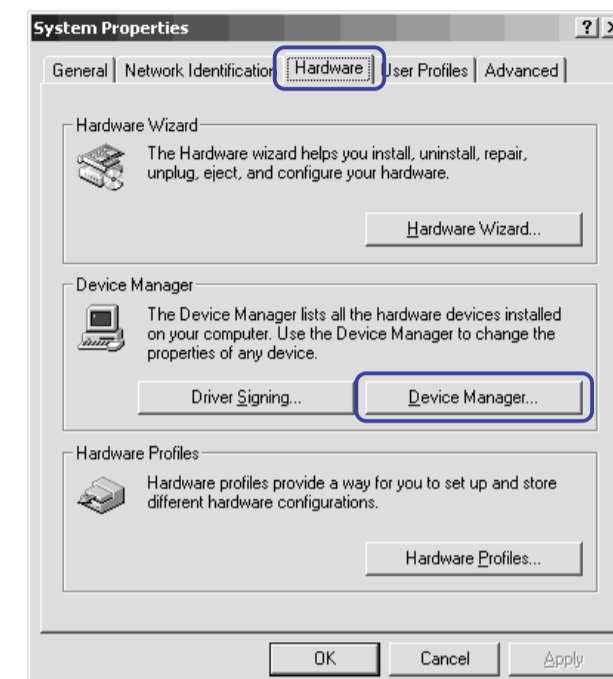 System Properties
General Network Identification Hardware User Profiles Advanced
Hardware Wizard
The Hardware wizard helps you install, uninstall, repair,
unplug, eject, and configure your hardware.
Hardware Wizard...
Device Manager
The Device Manager lists all the hardware devices installed
on your computer. Use the Device Manager to change the
properties of any device.
Driver Signing... Device Manager...
Hardware Profiles
Hardware profiles provide a way for you to set up and store
different hardware configurations.
Hardware Profiles...
OK Cancel Apply